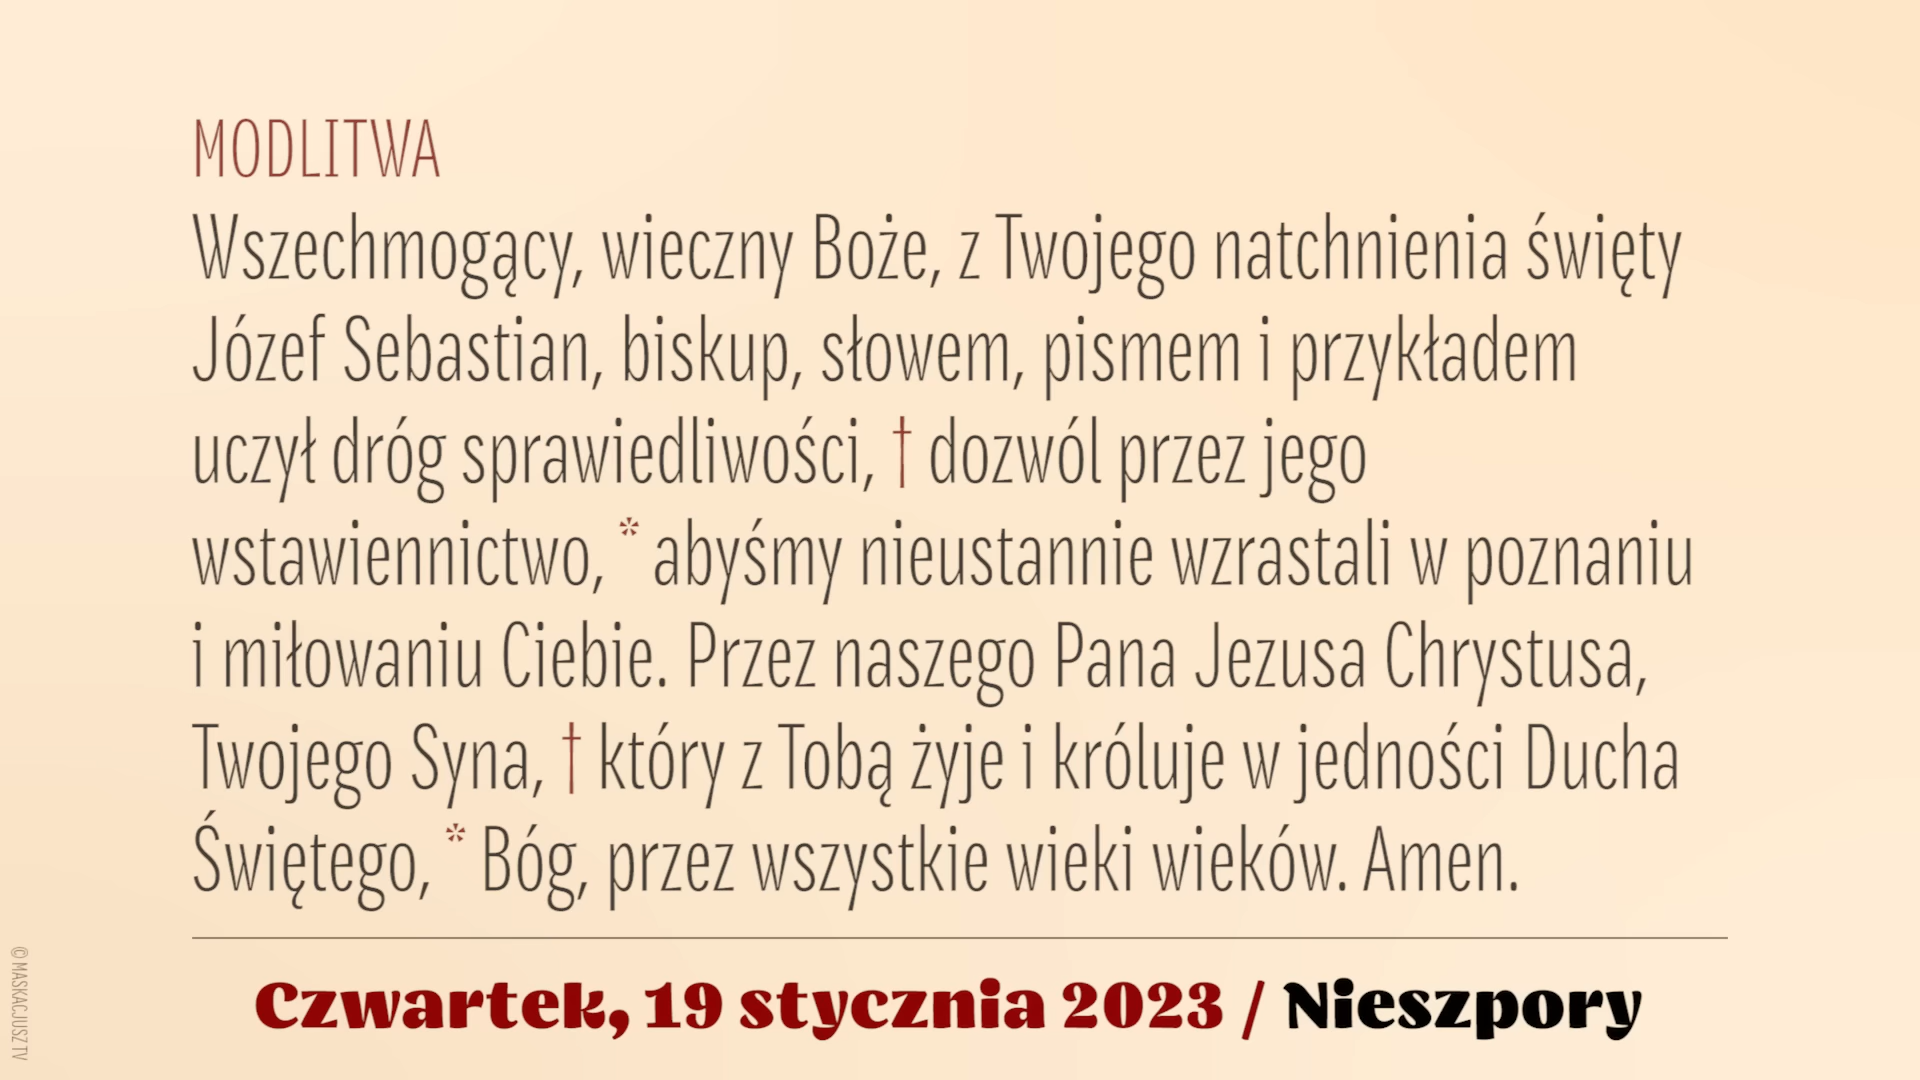 MODLITWA
Wszechmogący, wieczny Boże, z Twojego natchnienia święty
Józef Sebastian, biskup, słowem, pismem i przykładem
uczył dróg sprawiedliwości, † dozwól przez jego
wstawiennictwo, * abyśmy nieustannie wzrastali w poznaniu
i miłowaniu Ciebie. Przez naszego Pana Jezusa Chrystusa,
Twojego Syna, † który z Tobą żyje i króluje w jedności Ducha
Świętego, * Bóg, przez wszystkie wieki wieków. Amen.
Czwartek, 19 stycznia 2023 / Nieszpory
© MASKACJUSZ TV